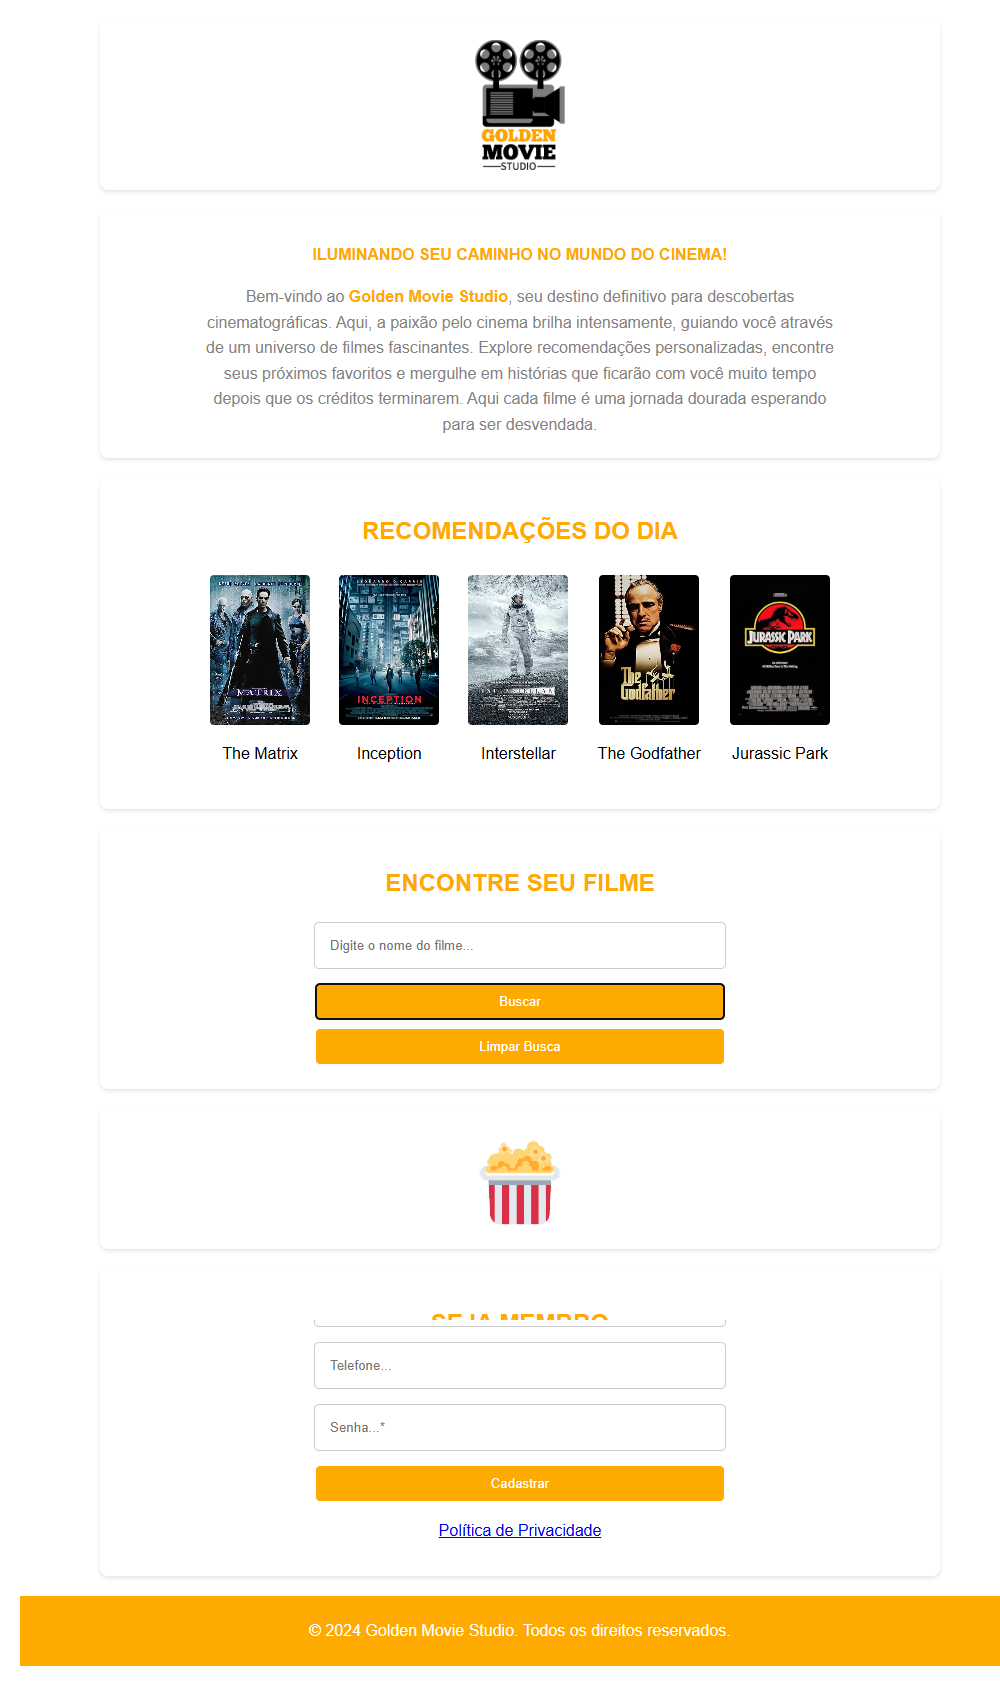 GOLDEN
MOVIE
STUDIO
ILUMINANDO SEU CAMINHO NO MUNDO DO CINEMA!
Bem-vindo ao Golden Movie Studio, seu destino definitivo para descobertas
cinematográficas. Aqui, a paixão pelo cinema brilha intensamente, guiando você através
de um universo de filmes fascinantes. Explore recomendações personalizadas, encontre
seus próximos favoritos e mergulhe em histórias que ficarão com você muito tempo
depois que os créditos terminarem. Aqui cada filme é uma jornada dourada esperando
para ser desvendada.
RECOMENDAÇÕES DO DIA
MATRIX
INCEPTION
INTERSTELLAR
The Godfather
JURASSIC PARK
The Matrix
Inception
Interstellar
The Godfather
Jurassic Park
ENCONTRE SEU FILME
Digite o nome do filme...
Buscar
Limpar Busca
SEJA MEMBRO
Telefone...
Senha...*
Cadastrar
Política de Privacidade
© 2024 Golden Movie Studio. Todos os direitos reservados.